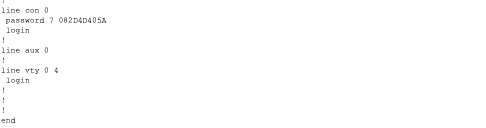 !
line con 0
 password 7 082D4D405A
 login
!
line aux 0
!
line vty 0 4
 login
!
!
!
end